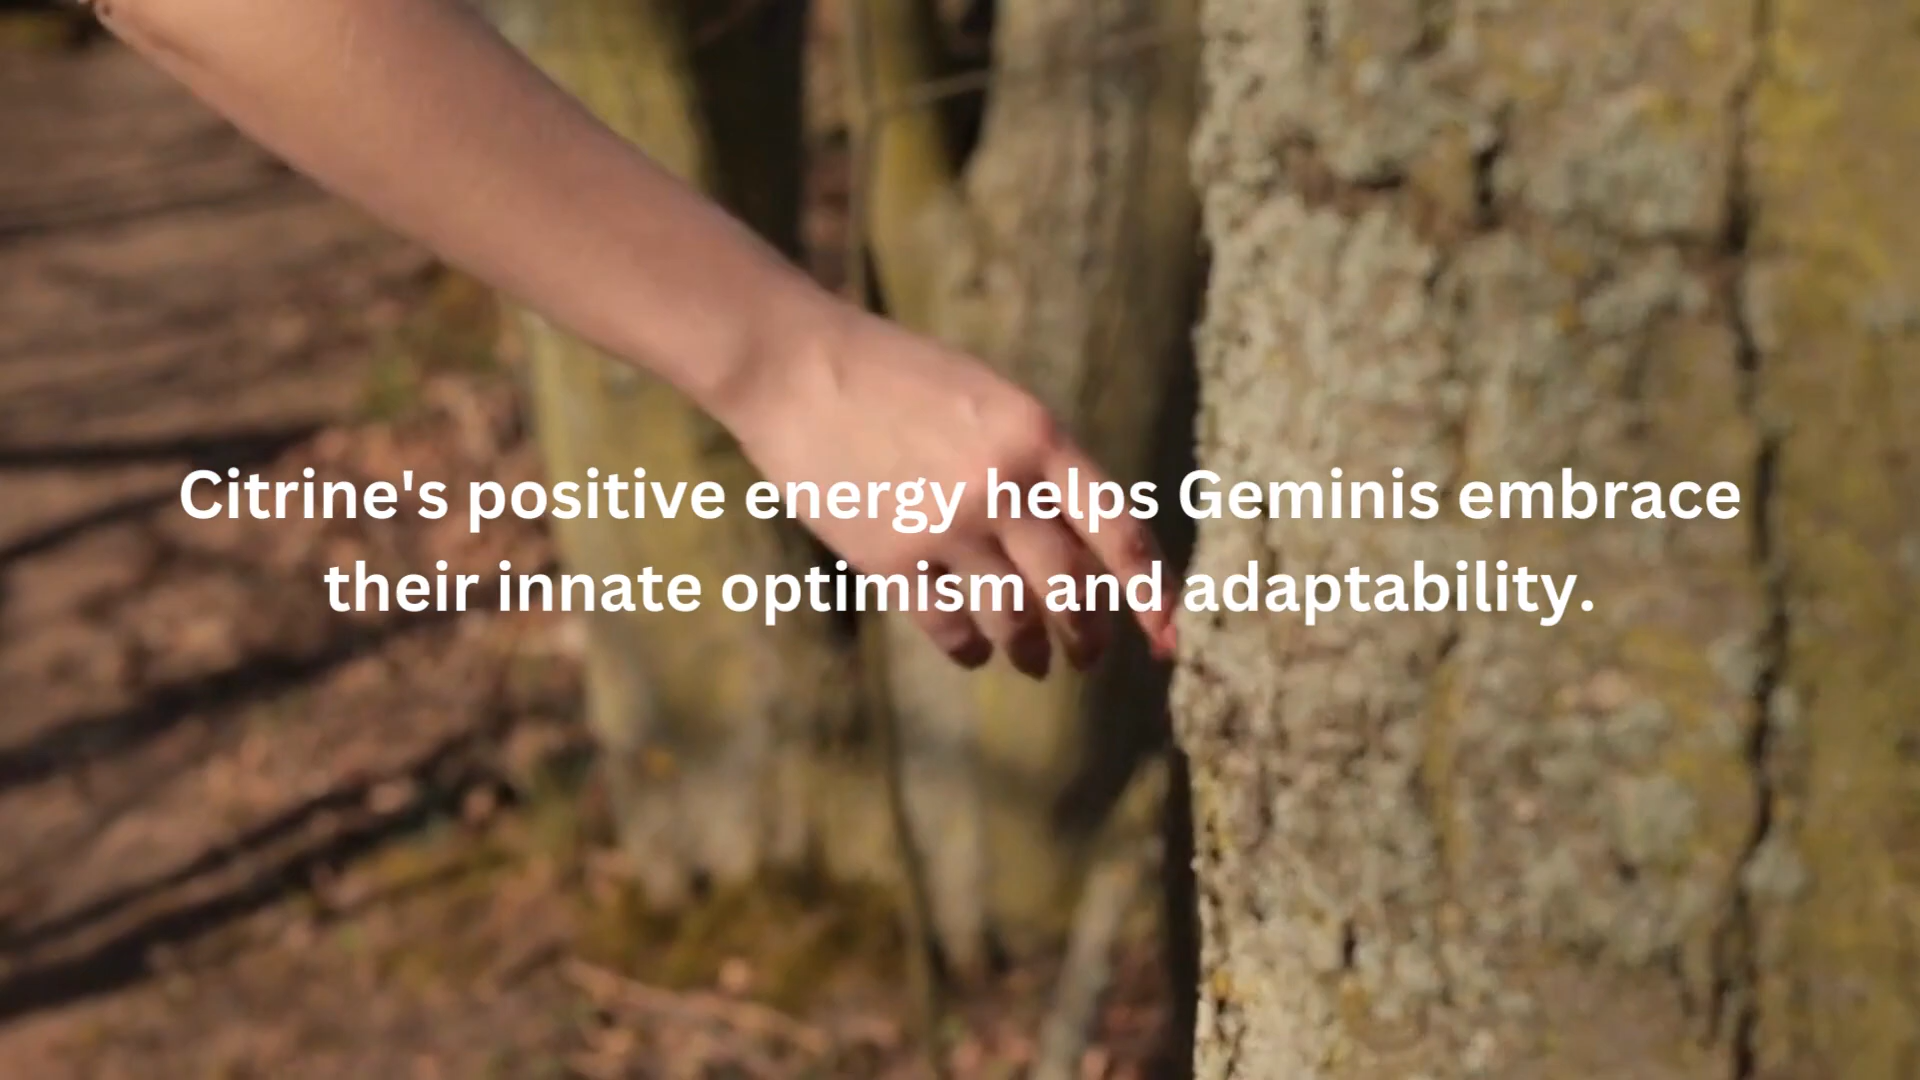 Citrine's positive energy helps Geminis embrace
their innate optimism and adaptability.